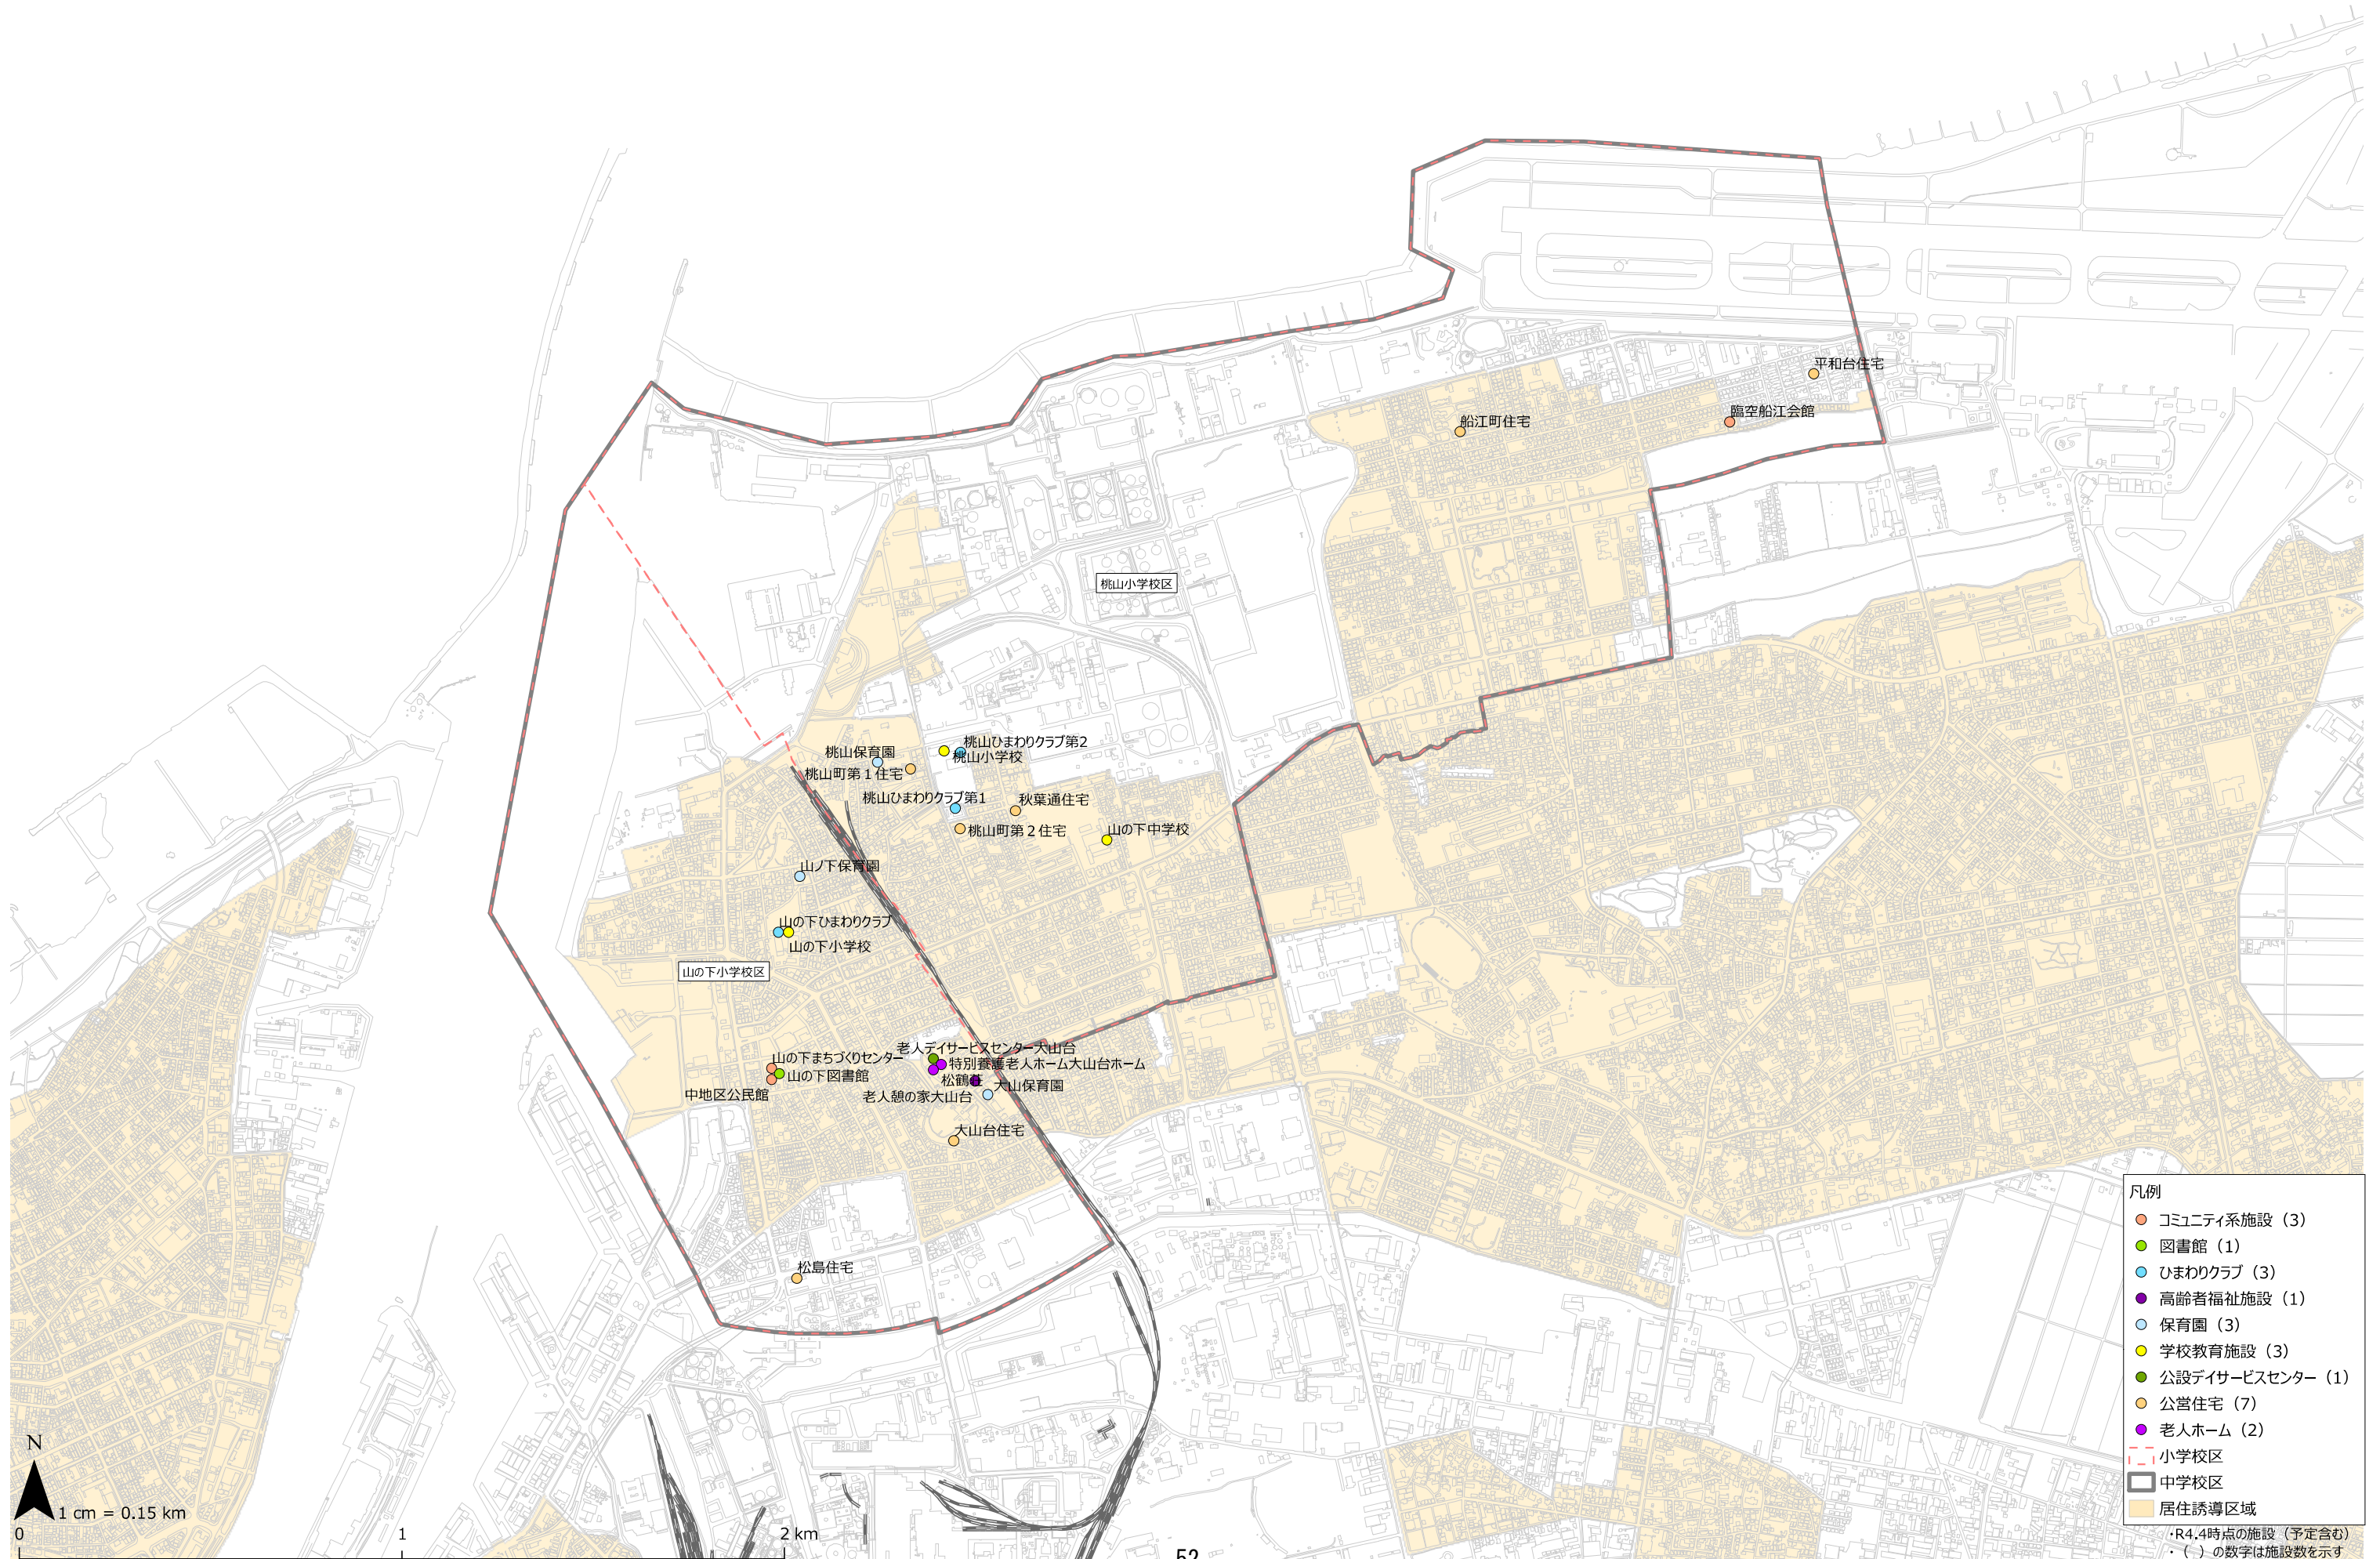 平和台住宅
臨空船江会館
船江町住宅
桃山小学校区
桃山ひまわりクラブ第2
桃山保育園
桃山小学校
桃山町第１住宅
桃山ひまわりクラブ第1
秋葉通住宅
桃山町第２住宅
山の下中学校
山ノ下保育園
山の下ひまわりクラブ
山の下小学校
山の下小学校区
老人デイサービスセンター大山台
山の下まちづくりセンター
特別養護老人ホーム大山台ホーム
山の下図書館
松鶴荘
大山保育園
中地区公民館
老人憩の家大山台
大山台住宅
松島住宅
凡例
コミュニティ系施設（3）
図書館（1）
ひまわりクラブ（3）
高齢者福祉施設（1）
保育園（3）
学校教育施設（3）
公設デイサービスセンター（1）
公営住宅（7）
老人ホーム（2）
小学校区
中学校区
居住誘導区域
・R4.4時点の施設（予定含む）
・（ ）の数字は施設数を示す
N
1 cm = 0.15 km
0 1 2 km
52